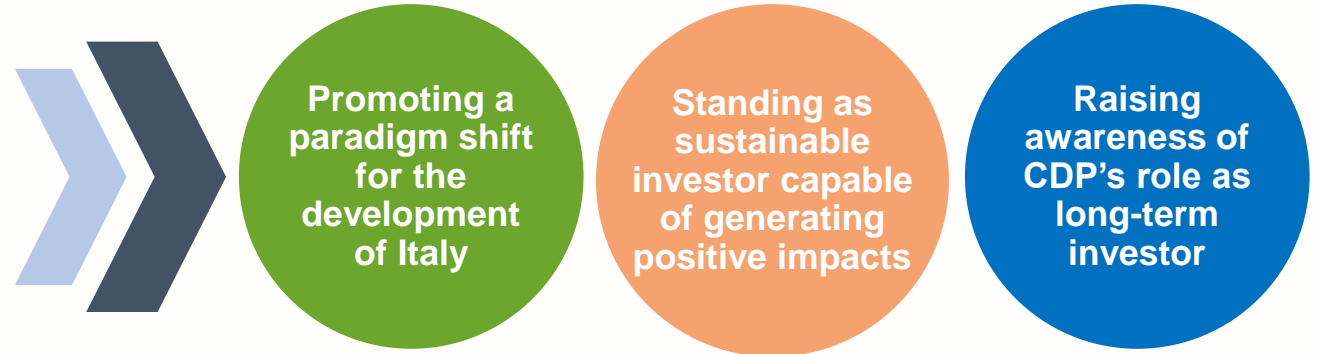 Promoting a
paradigm shift
for the
development
of Italy
Standing as
sustainable
investor capable
of generating
positive impacts
Raising
awareness of
CDP’s role as
long-term
investor